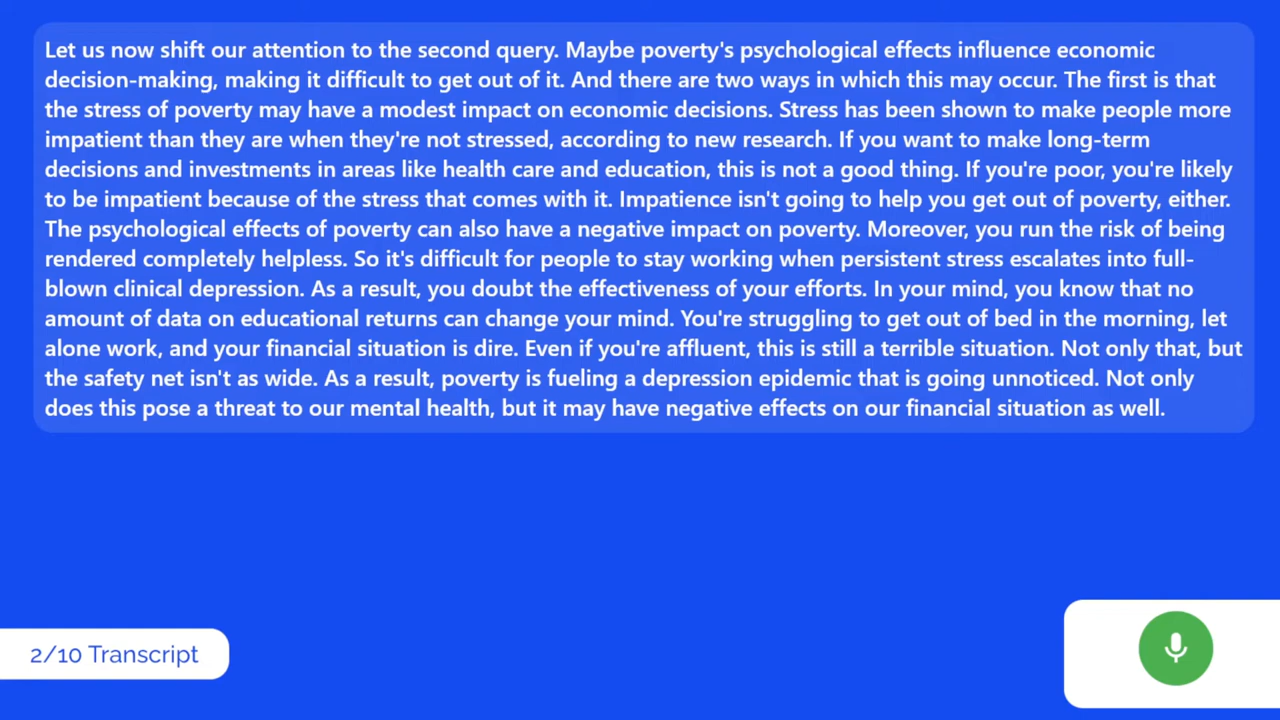 Let us now shift our attention to the second query. Maybe poverty's psychological effects influence economic
decision-making, making it difficult to get out of it. And there are two ways in which this may occur. The first is that
the stress of poverty may have a modest impact on economic decisions. Stress has been shown to make people more
impatient than they are when they're not stressed, according to new research. If you want to make long-term
decisions and investments in areas like health care and education, this is not a good thing. If you're poor, you're likely
to be impatient because of the stress that comes with it. Impatience isn't going to help you get out of poverty, either.
The psychological effects of poverty can also have a negative impact on poverty. Moreover, you run the risk of being
rendered completely helpless. So it's difficult for people to stay working when persistent stress escalates into full-
blown clinical depression. As a result, you doubt the effectiveness of your efforts. In your mind, you know that no
amount of data on educational returns can change your mind. You're struggling to get out of bed in the morning, let
alone work, and your financial situation is dire. Even if you're affluent, this is still a terrible situation. Not only that, but
the safety net isn't as wide. As a result, poverty is fueling a depression epidemic that is going unnoticed. Not only
does this pose a threat to our mental health, but it may have negative effects on our financial situation as well.
2/10 Transcript